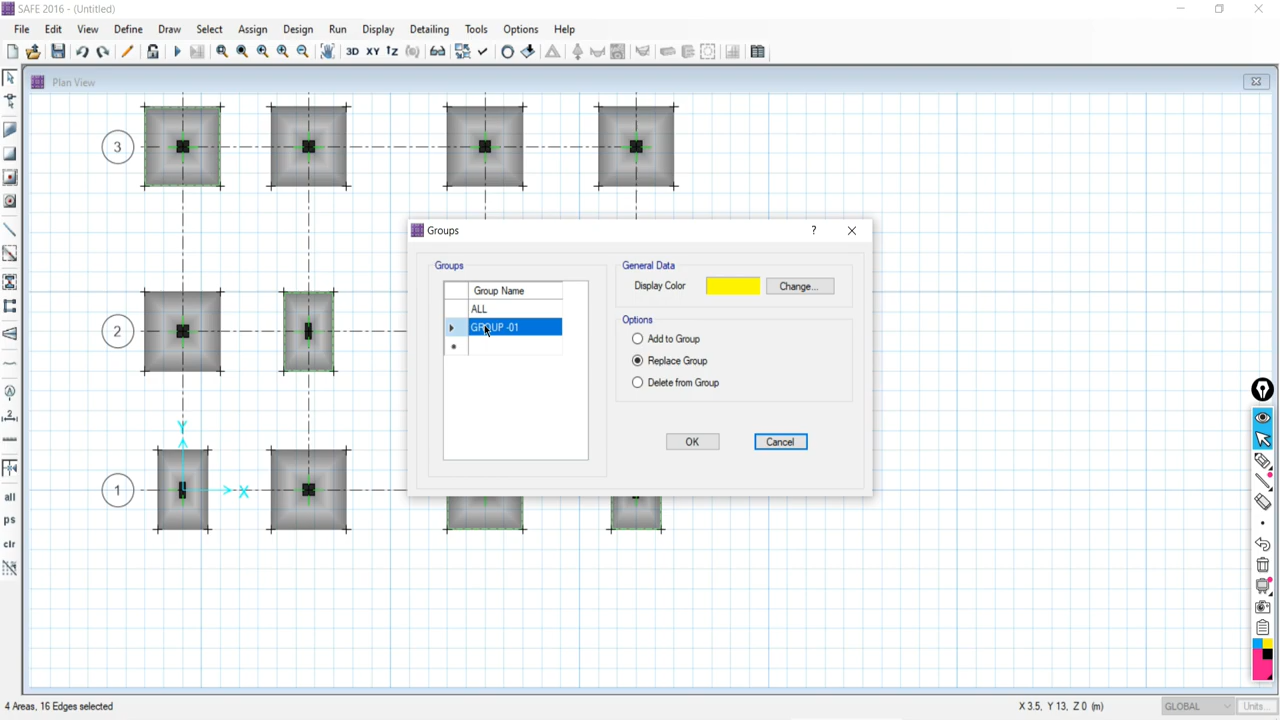 SAFE 2016 - (Untitled)
File Edit View Define Draw Select Assign Design Run Display Detailing Tools Options Help
3D XY
Plan View
3
Groups
?
Groups
Group Name
ALL
GROUP -01
General Data
Display Color
Change...
Options
Add to Group
Replace Group
Delete from Group
OK
Cancel
2
Y
X
1
all
ps
clr
4 Areas, 16 Edges selected
X 3.5, Y 13, Z 0 (m)
GLOBAL
Units...